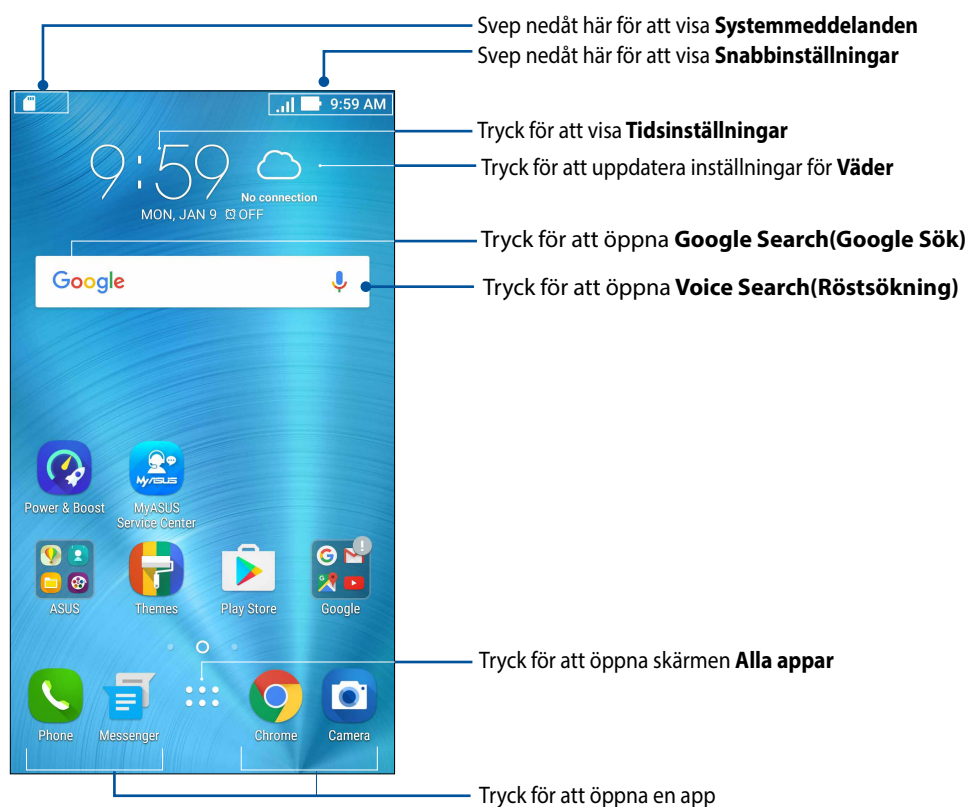 Svep nedåt här för att visa Systemmeddelanden
Svep nedåt här för att visa Snabbinställningar
9:59 AM
Tryck för att visa Tidsinställningar
9:59
Tryck för att uppdatera inställningar för Väder
No connection
MON, JAN 9 OFF
Tryck för att öppna Google Search(Google Sök)
Google
Tryck för att öppna Voice Search(Röstsökning)
MyASUS
Power & Boost
MyASUS
Service Center
ASUS
Themes
Play Store
Google
Tryck för att öppna skärmen Alla appar
Phone
Messenger
Chrome
Camera
Tryck för att öppna en app